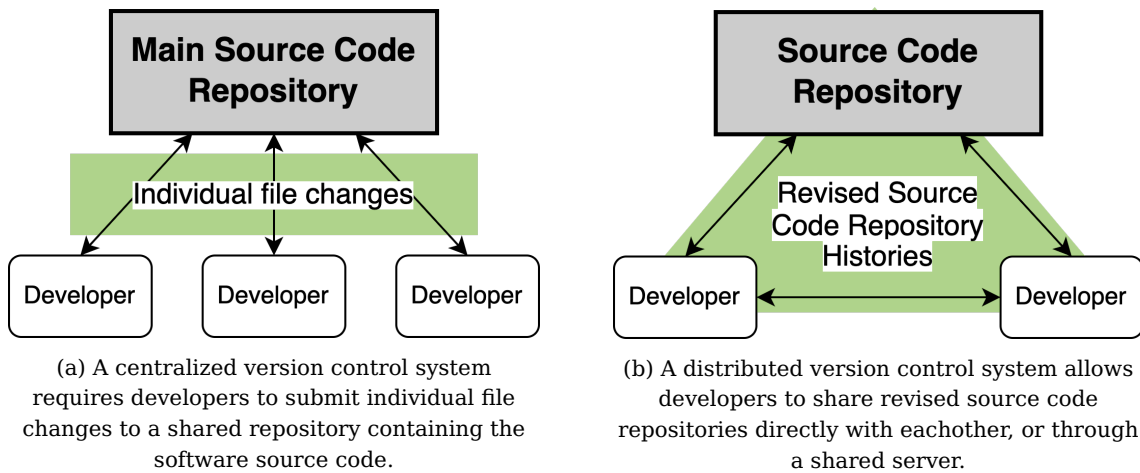 Main Source Code
Repository
Individual file changes
Developer
Developer
Developer
(a) A centralized version control system
requires developers to submit individual file
changes to a shared repository containing the
software source code.
Source Code
Repository
Revised Source
Code Repository
Histories
Developer
Developer
(b) A distributed version control system allows
developers to share revised source code
repositories directly with eachother, or through
a shared server.